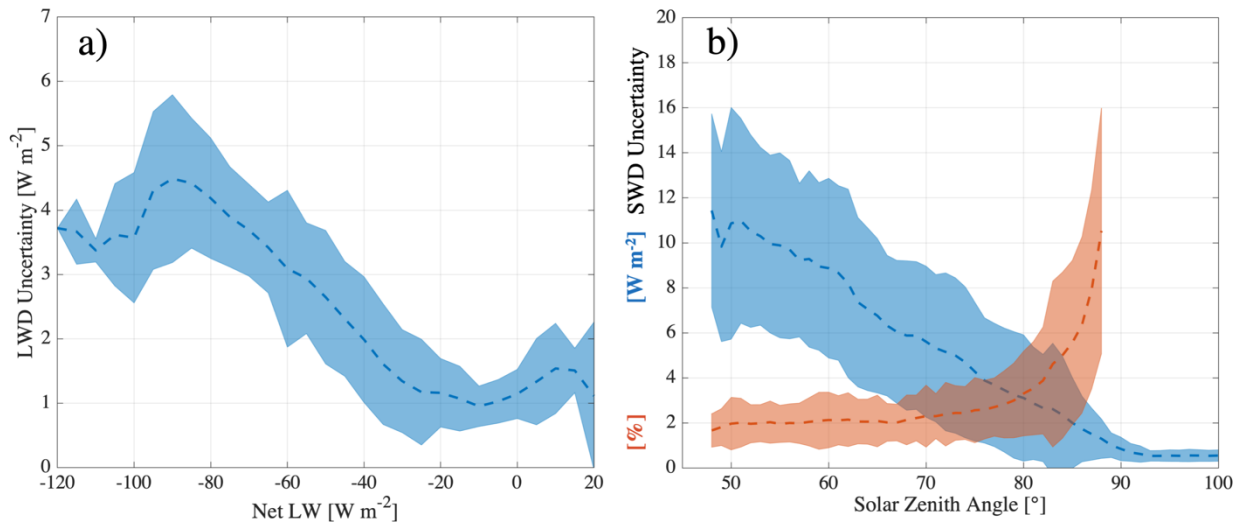 a)
LWD Uncertainty [W m-2]
7
6
5
4
3
2
1
0
-120 -100 -80 -60 -40 -20 0 20
Net LW [W m-2]
b)
[%] [W m-2] SWD Uncertainty
20
18
16
14
12
10
8
6
4
2
0
50 60 70 80 90 100
Solar Zenith Angle [°]